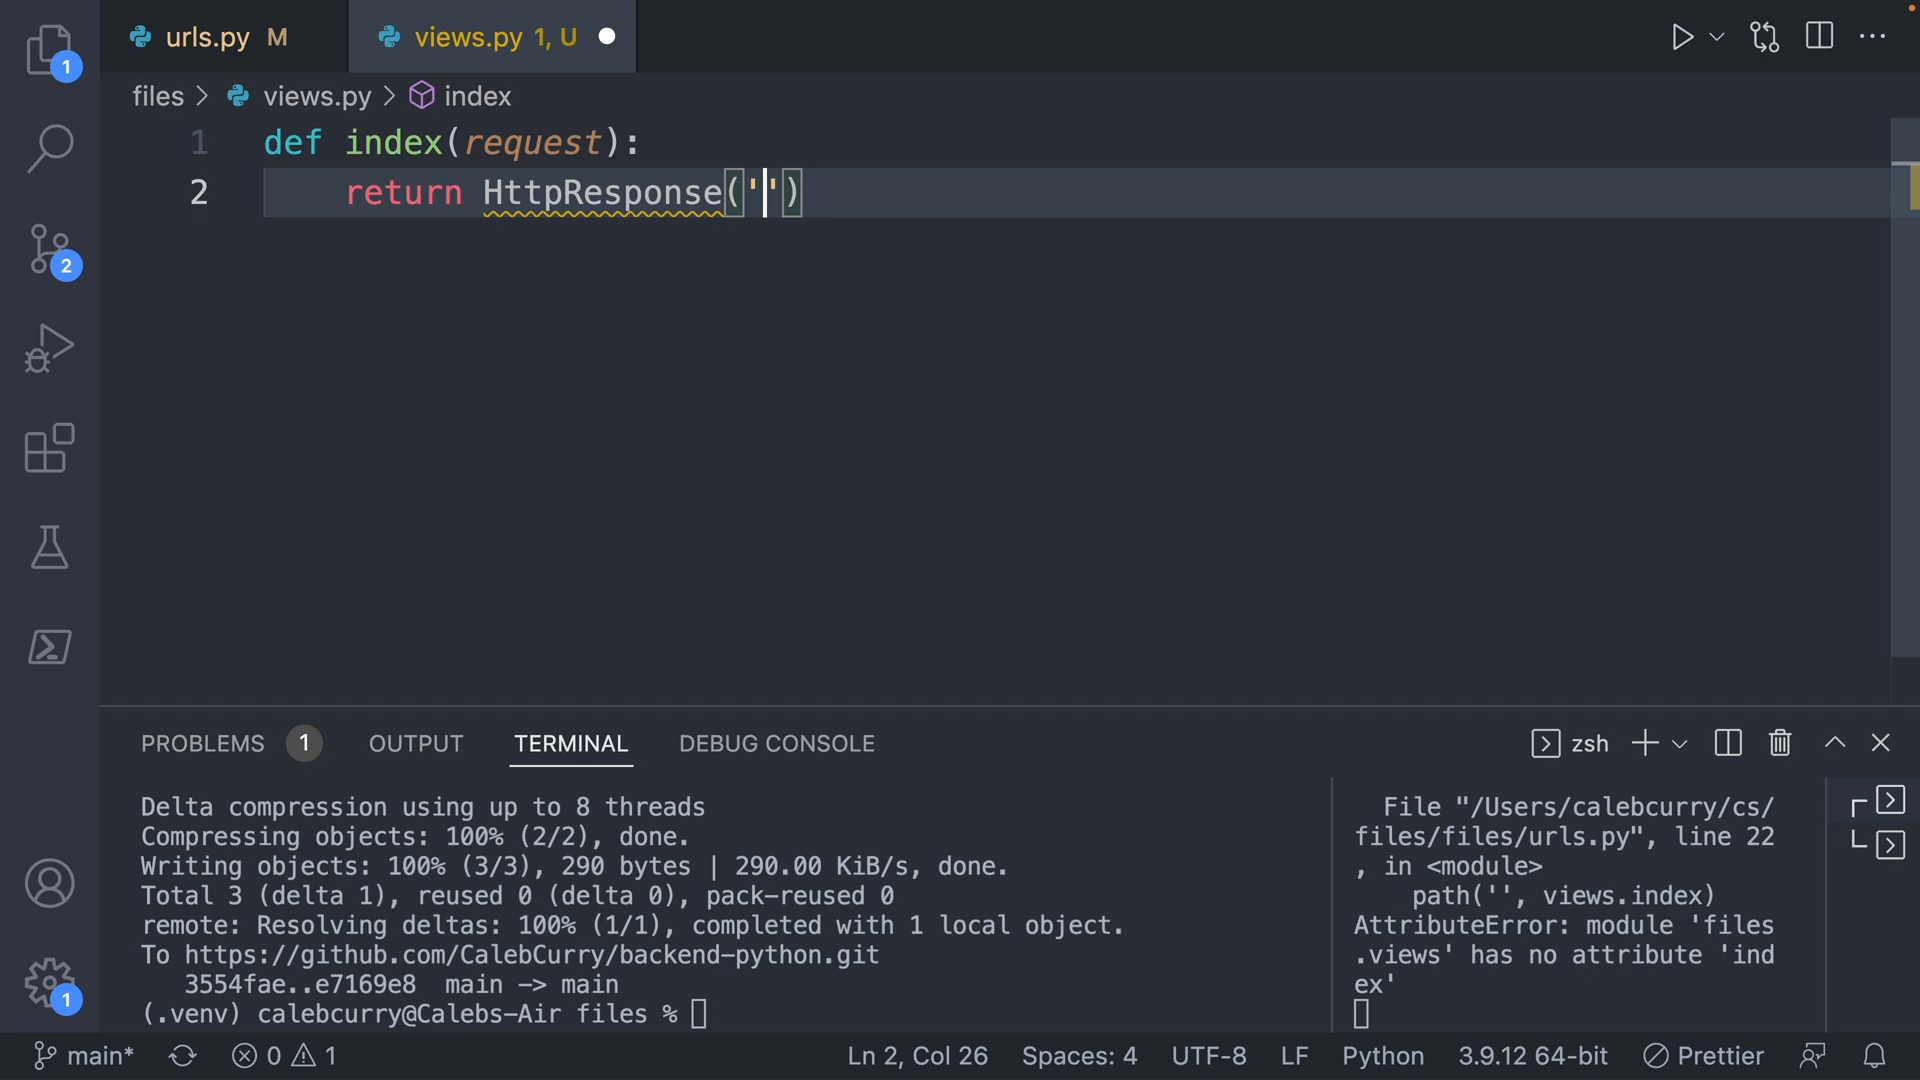 urls.py M
views.py 1, U
files > views.py > index
1 def index(request):
2 return HttpResponse('')
1
2
1
PROBLEMS 1 OUTPUT TERMINAL DEBUG CONSOLE
zsh
Delta compression using up to 8 threads
Compressing objects: 100% (2/2), done.
Writing objects: 100% (3/3), 290 bytes | 290.00 KiB/s, done.
Total 3 (delta 1), reused 0 (delta 0), pack-reused 0
remote: Resolving deltas: 100% (1/1), completed with 1 local object.
To https://github.com/CalebCurry/backend-python.git
3554fae..e7169e8 main -> main
(.venv) calebcurry@Calebs-Air files %
File "/Users/calebcurry/cs/
files/files/urls.py", line 22
, in <module>
path('', views.index)
AttributeError: module 'files
.views' has no attribute 'ind
ex'
main* 0 1
Ln 2, Col 26 Spaces: 4 UTF-8 LF Python 3.9.12 64-bit Prettier